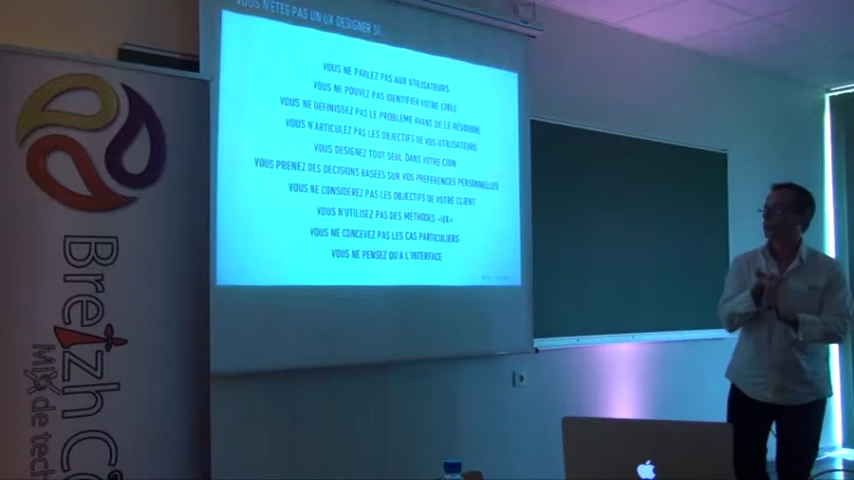 VOUS N'ETES PAS UN UX DESIGNER SI...
VOUS NE PARLEZ PAS AUX UTILISATEURS
VOUS NE POUVEZ PAS IDENTIFIER VOTRE CIBLE
VOUS NE DEFINISSEZ PAS LE PROBLEME AVANT DE LE RÉSOUDRE
VOUS N'ARTICULEZ PAS LES OBJECTIFS DE VOS UTILISATEURS
VOUS DESIGNEZ TOUT SEUL DANS VOTRE COIN
VOUS PRENEZ DES DECISIONS BASÉES SUR VOS PREFERENCES PERSONNELLES
VOUS NE CONSIDEREZ PAS LES OBJECTIFS DE VOTRE CLIENT
VOUS N'UTILISEZ PAS DES MÉTHODES «UX»
VOUS NE CONCEVEZ PAS LES CAS PARTICULIERS
VOUS NE PENSEZ QU'À L'INTERFACE
Breizh
Mix de tech